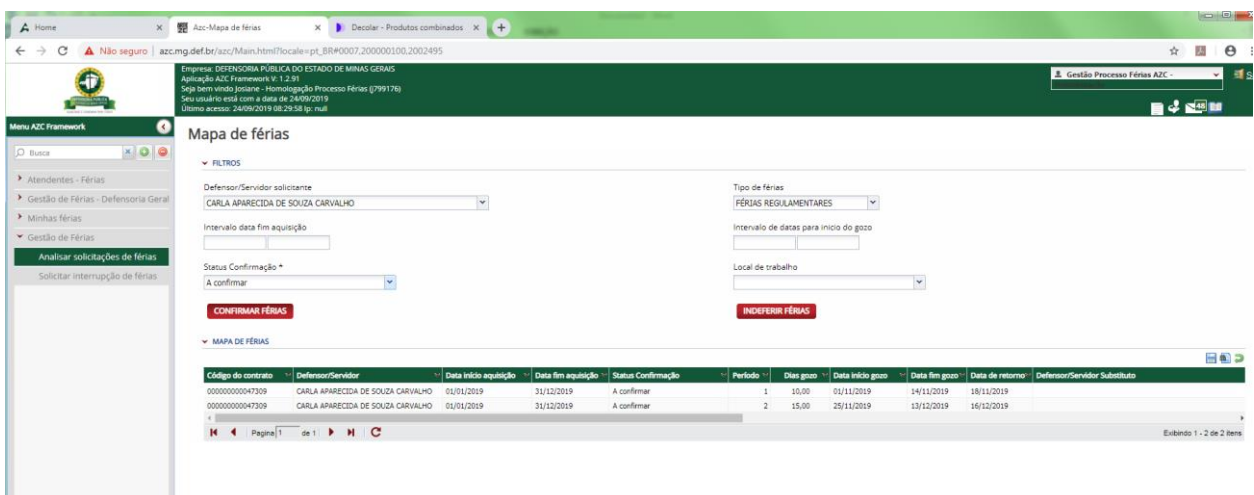 Home
Azc-Mapa de férias
Decolar - Produtos combinados
Não seguro | azc.mg.def.br/azc/Main.html?locale=pt_BR#0007,200000100,2002495
Empresa: DEFENSORIA PÚBLICA DO ESTADO DE MINAS GERAIS
Aplicação AZC Framework V: 1.2.91
Seja bem vindo Josiane - Homologação Processo Férias (j799176)
Seu usuário está com a data de 24/09/2019
Último acesso: 24/09/2019 08:29:58 Ip: null
Gestão Processo Férias AZC -
48
Menu AZC Framework
Busca
Atendentes - Férias
Gestão de Férias - Defensoria Geral
Minhas férias
Gestão de Férias
Analisar solicitações de férias
Solicitar interrupção de férias
Mapa de férias
FILTROS
Defensor/Servidor solicitante Tipo de férias
CARLA APARECIDA DE SOUZA CARVALHO FÉRIAS REGULAMENTARES
Intervalo data fim aquisição Intervalo de datas para inicio do gozo
Status Confirmação * Local de trabalho
A confirmar
CONFIRMAR FÉRIAS INDEFERIR FÉRIAS
MAPA DE FÉRIAS
Código do contrato Defensor/Servidor Data início aquisição Data fim aquisição Status Confirmação Período Dias gozo Data início gozo Data fim gozo Data de retorno Defensor/Servidor Substituto
000000000047309 CARLA APARECIDA DE SOUZA CARVALHO 01/01/2019 31/12/2019 A confirmar 1 10,00 01/11/2019 14/11/2019 18/11/2019
000000000047309 CARLA APARECIDA DE SOUZA CARVALHO 01/01/2019 31/12/2019 A confirmar 2 15,00 25/11/2019 13/12/2019 16/12/2019
Pagina 1 de 1 Exibindo 1 - 2 de 2 itens